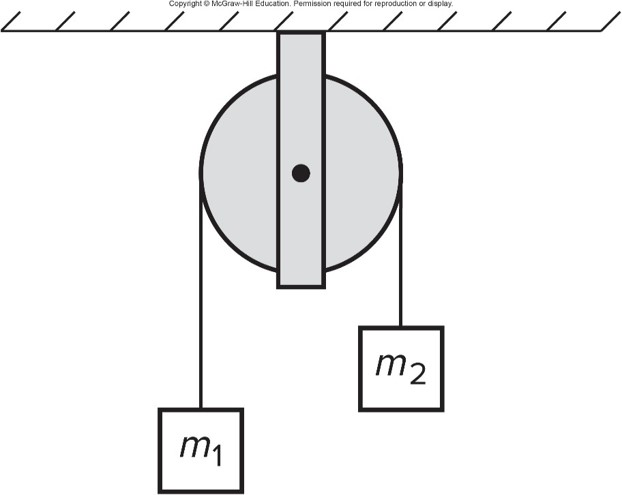 Copyright © McGraw-Hill Education. Permission required for reproduction or display.
m₂
m₁